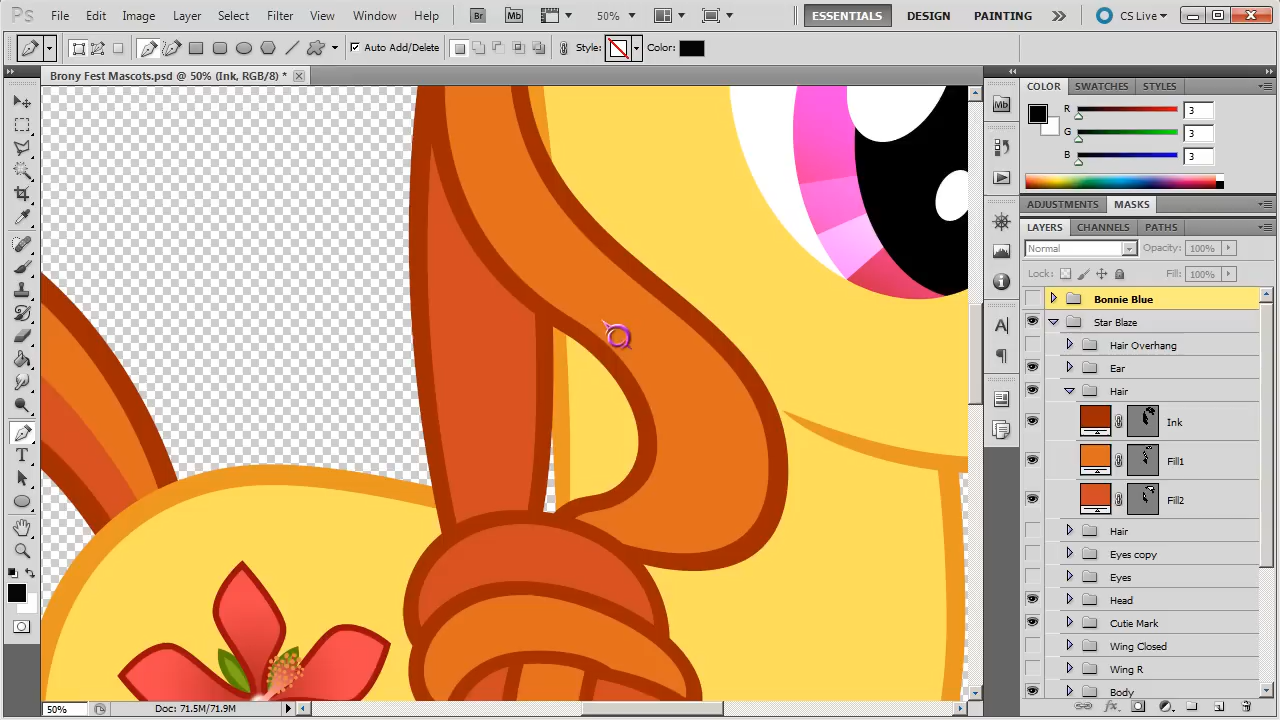 Ps File Edit Image Layer Select Filter Analysis View Window Help Br Mb 50% ESSENTIALS DESIGN PAINTING CS Live
Auto Add/Delete Style: Color:
Brony Fest Mascots.psd @ 50% (Ink, RGB/8) *
COLOR SWATCHES STYLES
R 3
G 3
B 3
ADJUSTMENTS MASKS
LAYERS CHANNELS PATHS
Normal Opacity: 100%
Lock: Fill: 100%
Bonnie Blue
Star Blaze
Hair Overhang
Ear
Hair
Ink
Fill1
Fill2
Hair
Eyes copy
Eyes
Head
Cutie Mark
Wing Closed
Wing R
Body
Mb
A
T
50% Doc: 71.5M/71.9M
fx